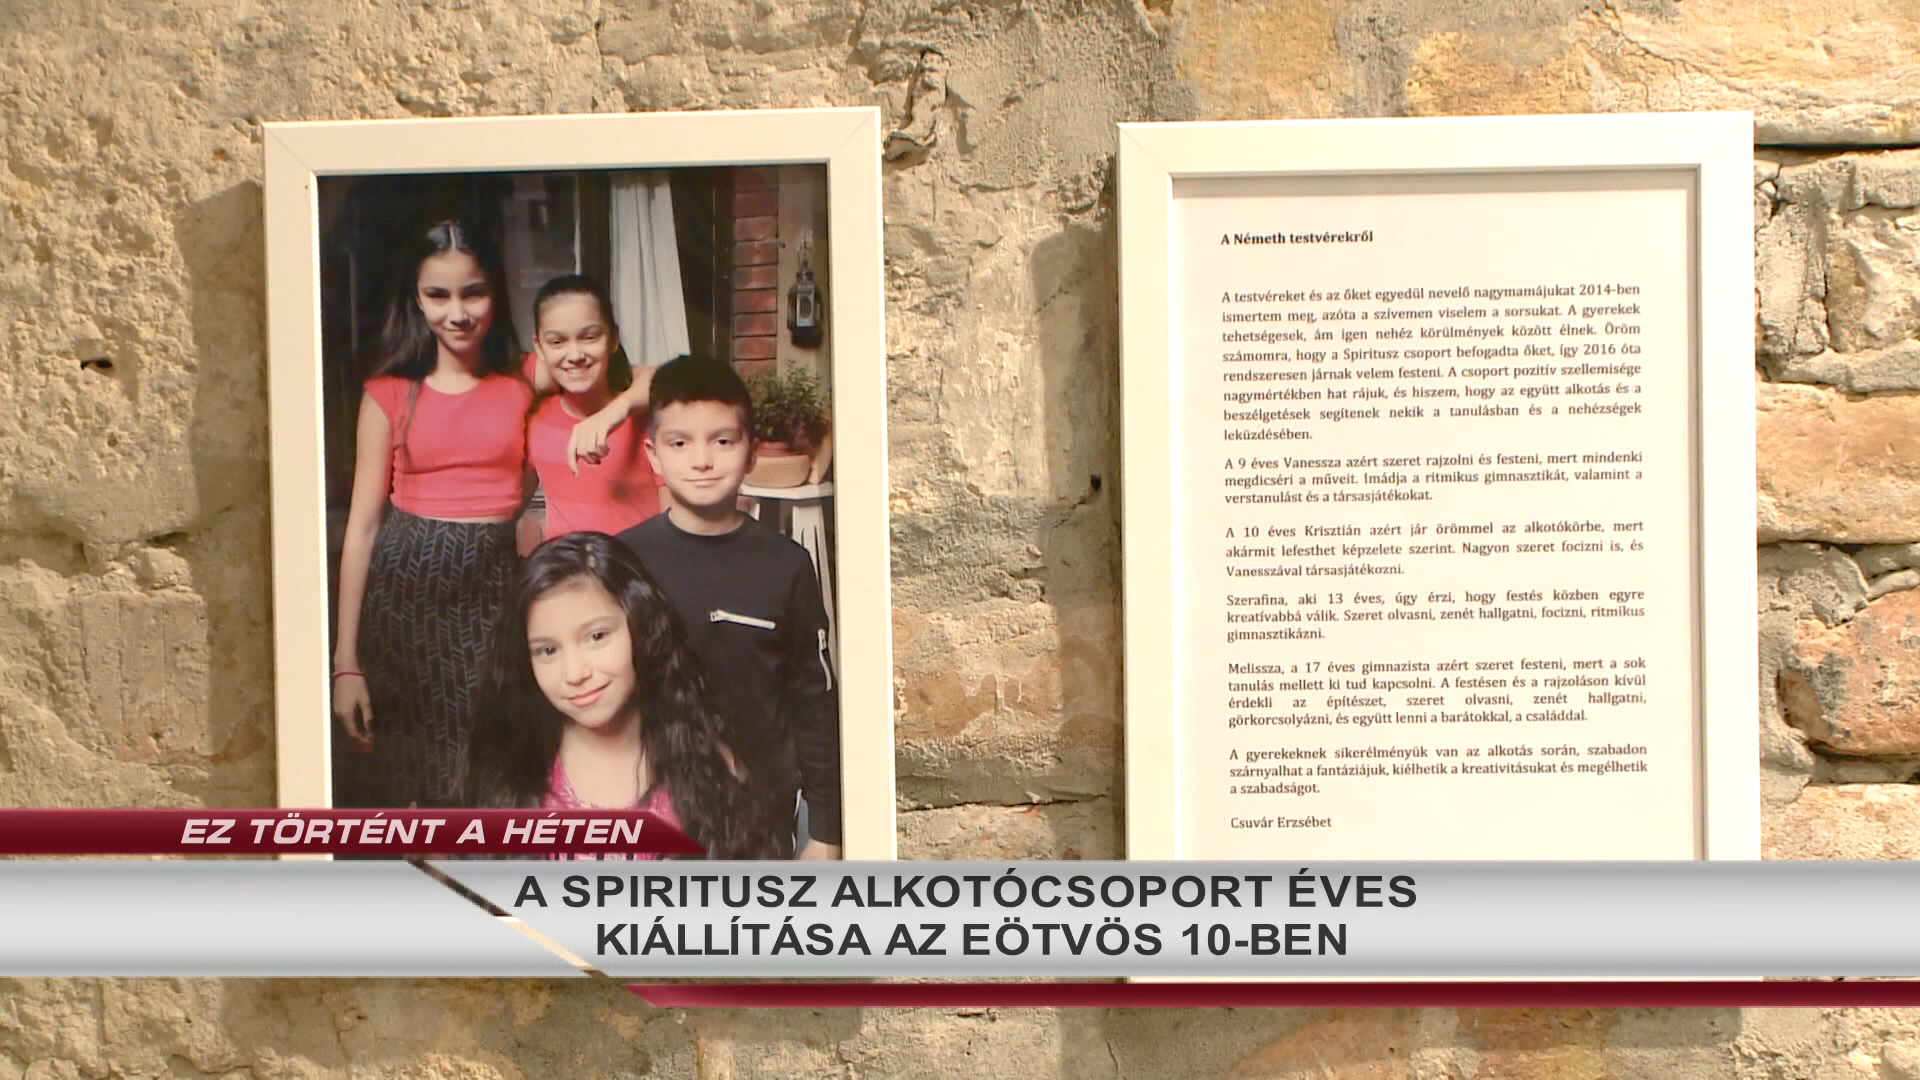 A Németh testvérekről
A testvéreket és az őket egyedül nevelő nagymamájukat 2014-ben
ismertem meg, azóta a szívemen viselem a sorsukat. A gyerekek
tehetségesek, ám igen nehéz körülmények között élnek. Öröm
számomra, hogy a Spiritusz csoport befogadta őket, így 2016 óta
rendszeresen járnak velem festeni. A csoport pozitív szellemisége
nagymértékben hat rájuk, és hiszem, hogy az együtt alkotás és a
beszélgetések segítenek nekik a tanulásban és a nehézségek
leküzdésében.
A 9 éves Vanessza azért szeret rajzolni és festeni, mert mindenki
megdicséri a műveit. Imádja a ritmikus gimnasztikát, valamint a
verstanulást és a társasjátékokat.
A 10 éves Krisztián azért jár örömmel az alkotókörbe, mert
akármit lefesthet képzelete szerint. Nagyon szeret focizni is, és
Vanesszával társasjátékozni.
Szerafina, aki 13 éves, úgy érzi, hogy festés közben egyre
kreatívabbá válik. Szeret olvasni, zenét hallgatni, focizni, ritmikus
gimnasztikázni.
Melissza, a 17 éves gimnazista azért szeret festeni, mert a sok
tanulás mellett ki tud kapcsolni. A festésen és a rajzoláson kívül
érdekli az építészet, szeret olvasni, zenét hallgatni,
görkorcsolyázni, és együtt lenni a barátokkal, a családdal.
A gyerekeknek sikerélményük van az alkotás során, szabadon
szárnyalhat a fantáziájuk, kiélhetik a kreativitásukat és megélhetik
a szabadságot.
Csuvár Erzsébet
EZ TÖRTÉNT A HÉTEN
A SPIRITUSZ ALKOTÓCSOPORT ÉVES
KIÁLLÍTÁSA AZ EÖTVÖS 10-BEN